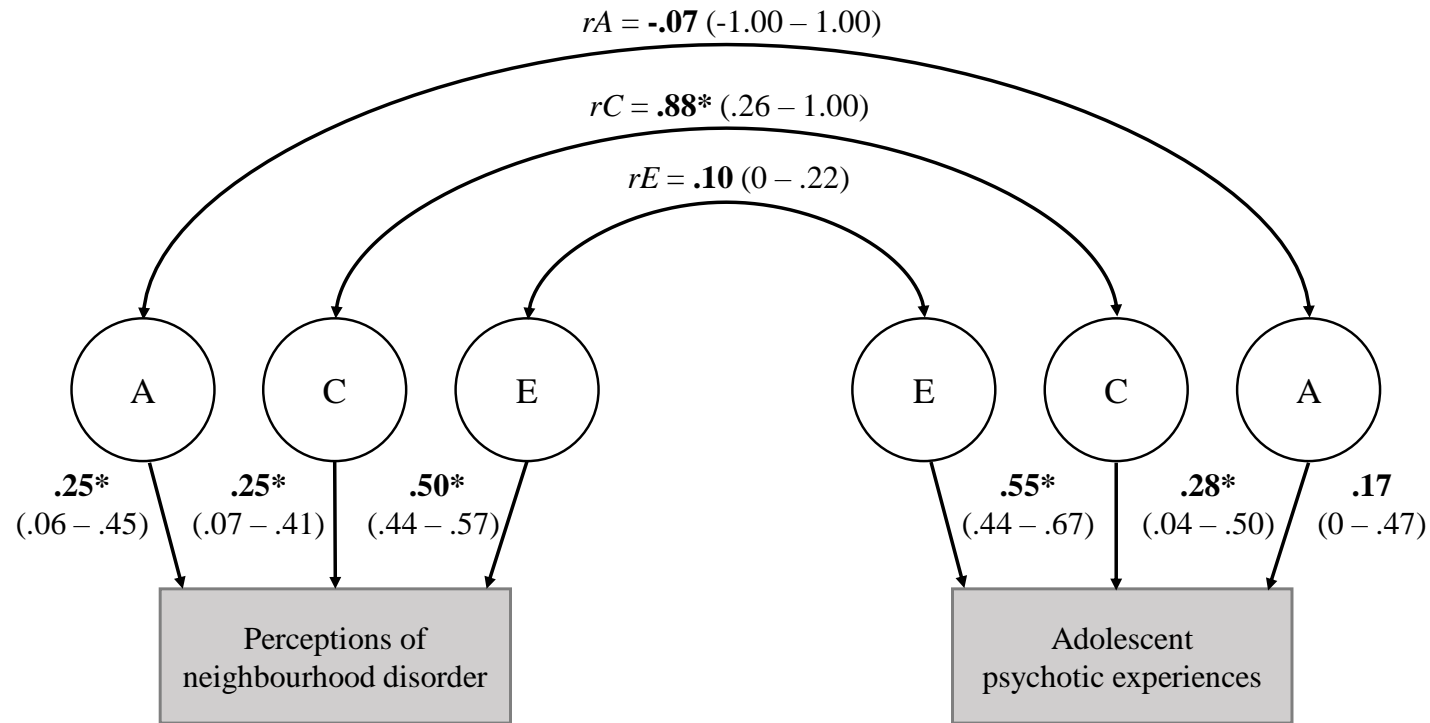 rA = -.07 (-1.00 – 1.00)
rC = .88* (.26 – 1.00)
rE = .10 (0 – .22)
A C E E C A
.25* .25* .50* .55* .28* .17
(.06 – .45) (.07 – .41) (.44 – .57) (.44 – .67) (.04 – .50) (0 – .47)
Perceptions of
neighbourhood disorder
Adolescent
psychotic experiences